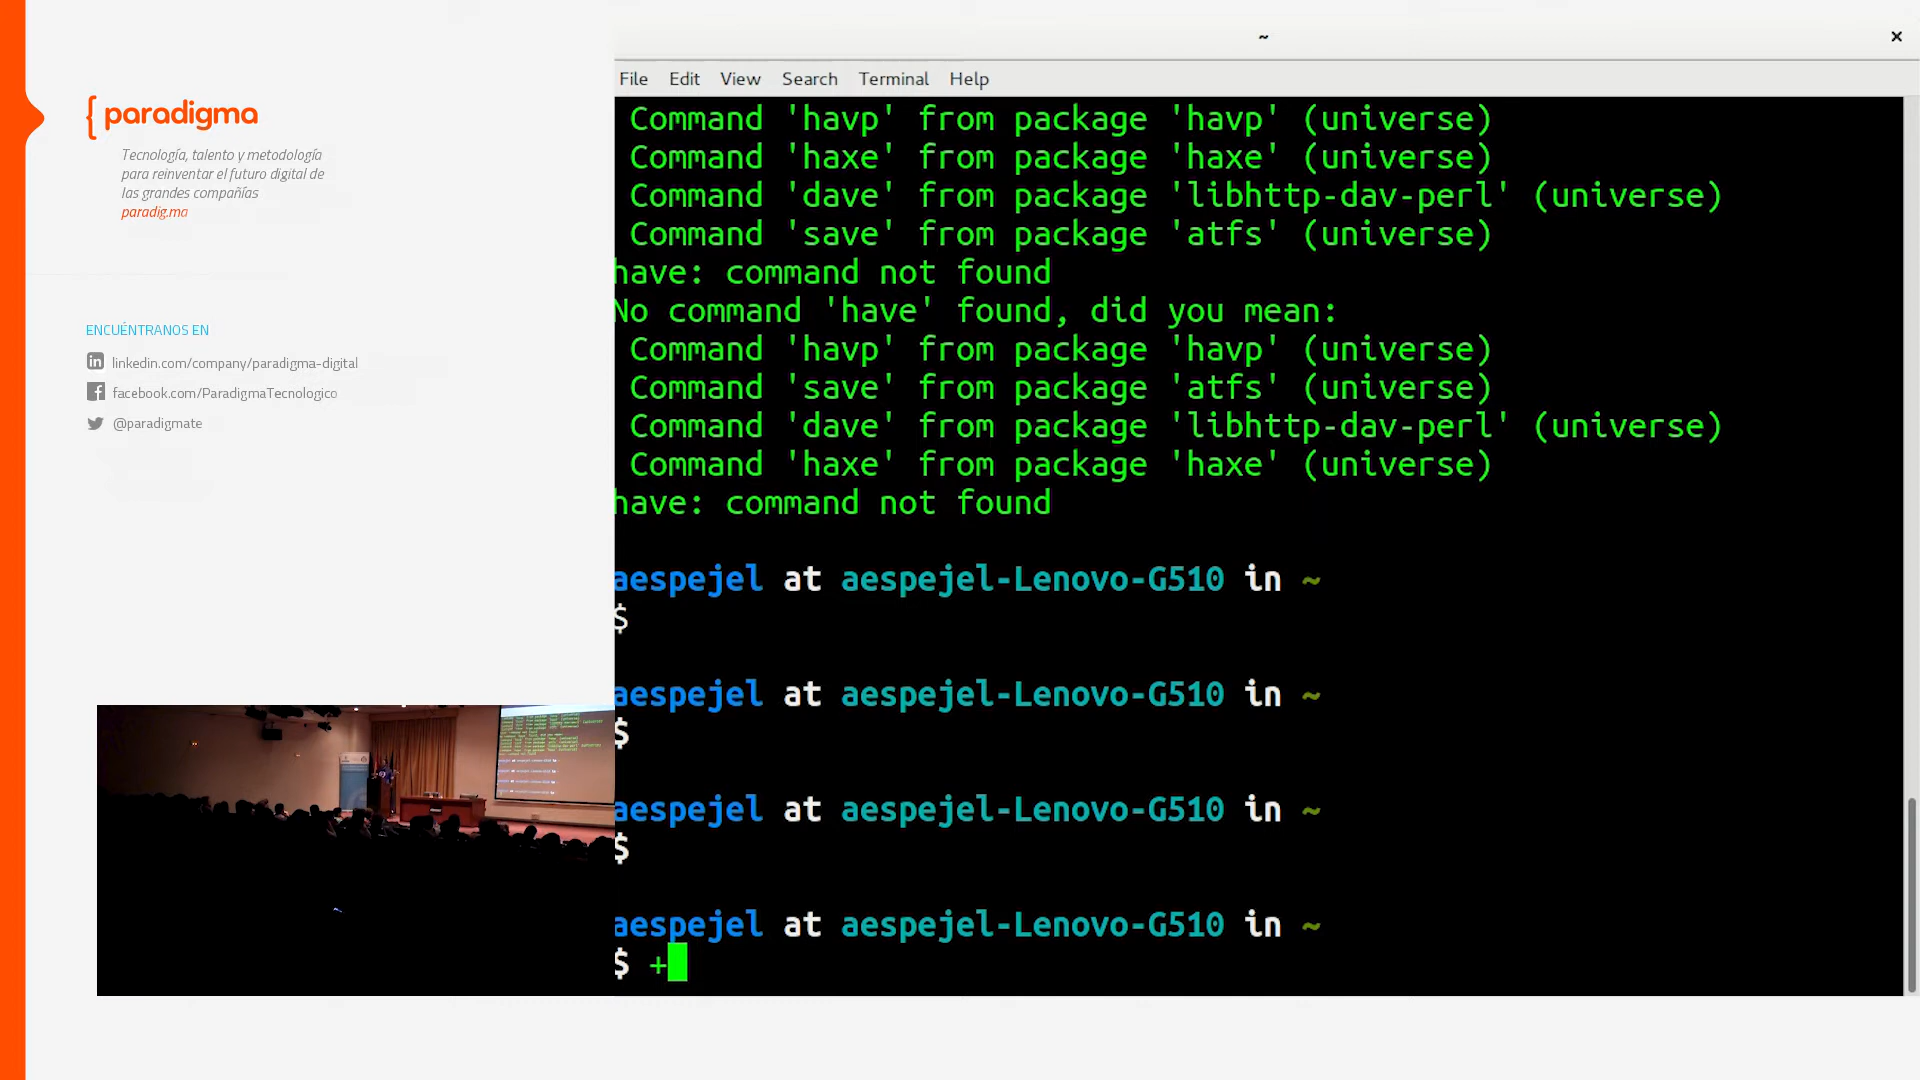 { paradigma
Tecnología, talento y metodología
para reinventar el futuro digital de
las grandes compañías
paradig.ma
ENCUÉNTRANOS EN
in linkedin.com/company/paradigma-digital
f facebook.com/ParadigmaTecnologico
@paradigmate
~ ×
File Edit View Search Terminal Help
Command 'havp' from package 'havp' (universe)
Command 'haxe' from package 'haxe' (universe)
Command 'dave' from package 'libhttp-dav-perl' (universe)
Command 'save' from package 'atfs' (universe)
have: command not found
No command 'have' found, did you mean:
Command 'havp' from package 'havp' (universe)
Command 'save' from package 'atfs' (universe)
Command 'dave' from package 'libhttp-dav-perl' (universe)
Command 'haxe' from package 'haxe' (universe)
have: command not found
aespejel at aespejel-Lenovo-G510 in ~
$
aespejel at aespejel-Lenovo-G510 in ~
$
aespejel at aespejel-Lenovo-G510 in ~
$
aespejel at aespejel-Lenovo-G510 in ~
$ +